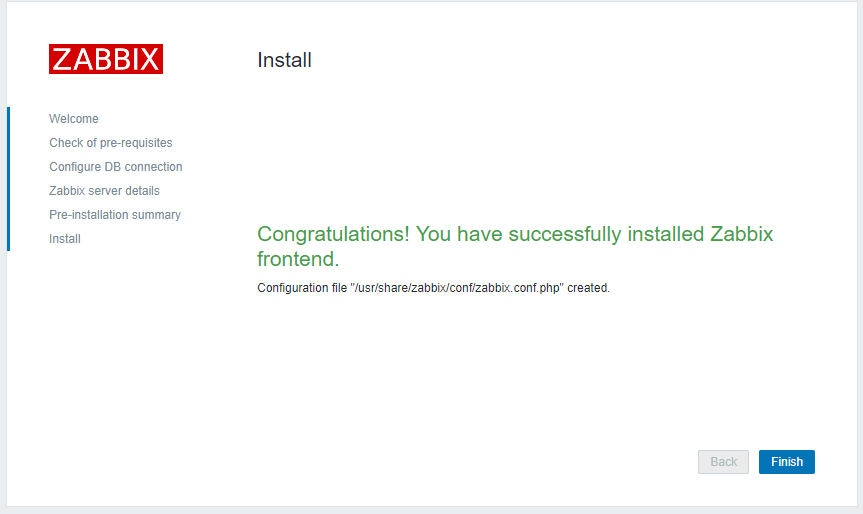 ZABBIX
Install
Welcome
Check of pre-requisites
Configure DB connection
Zabbix server details
Pre-installation summary
Install
Congratulations! You have successfully installed Zabbix
frontend.
Configuration file "/usr/share/zabbix/conf/zabbix.conf.php" created.
Back
Finish